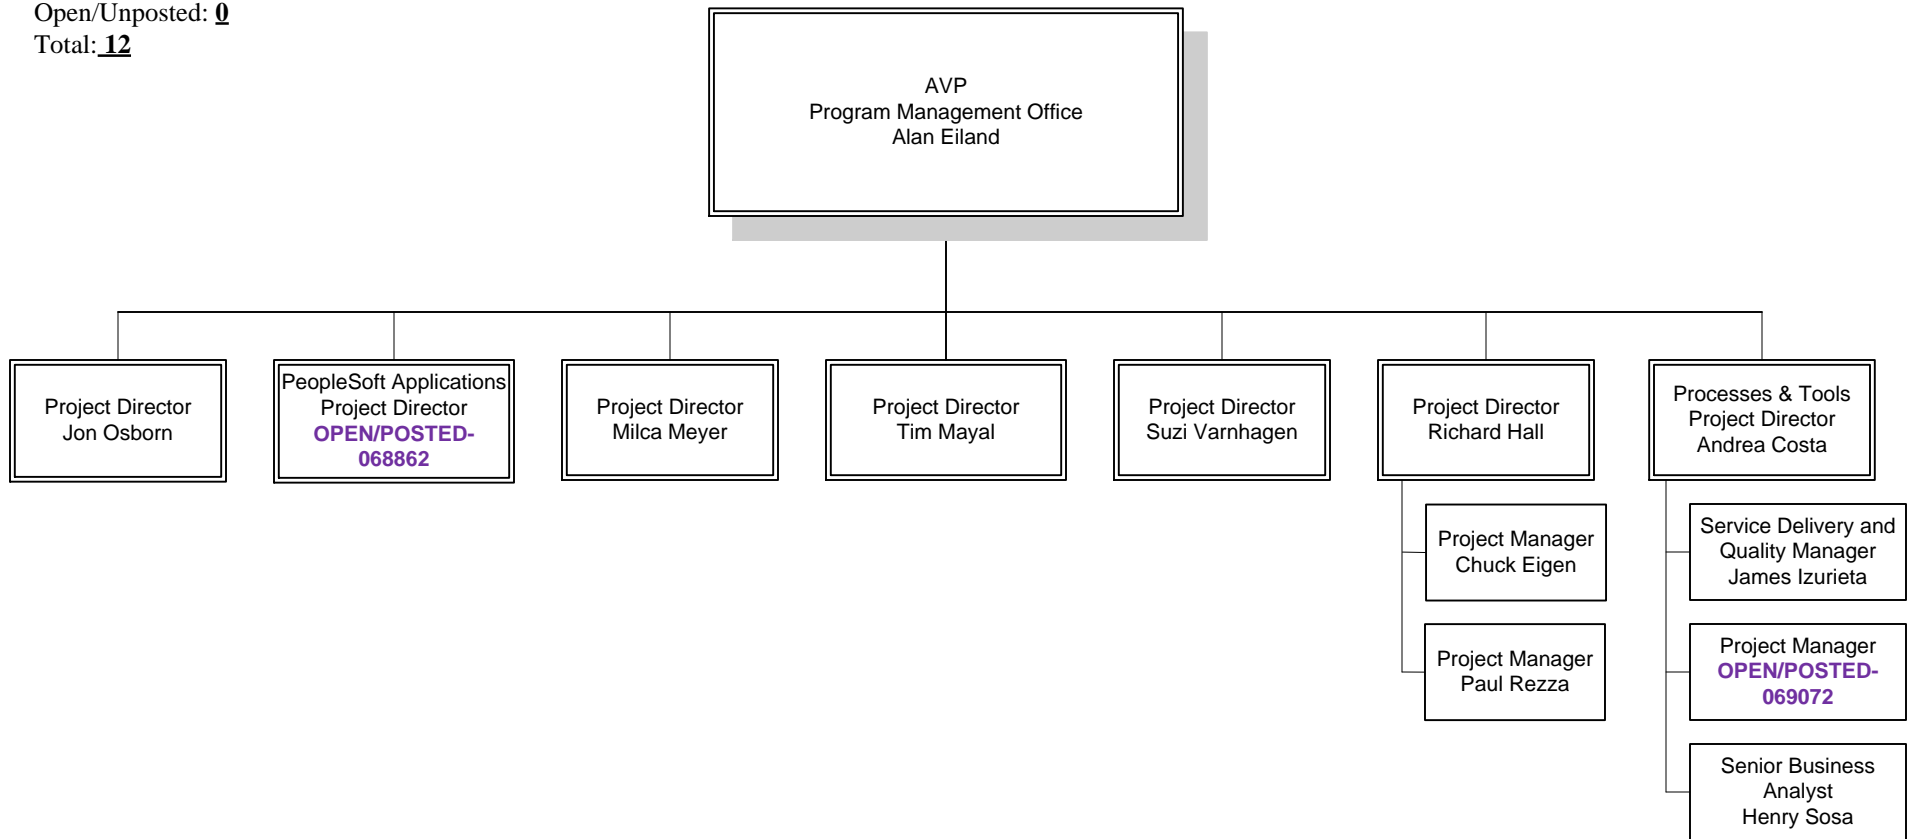 Open/Unposted: 0
Total: 12
AVP
Program Management Office
Alan Eiland
Project Director
Jon Osborn
PeopleSoft Applications
Project Director
OPEN/POSTED-
068862
Project Director
Milca Meyer
Project Director
Tim Mayal
Project Director
Suzi Varnhagen
Project Director
Richard Hall
Processes & Tools
Project Director
Andrea Costa
Project Manager
Chuck Eigen
Project Manager
Paul Rezza
Service Delivery and
Quality Manager
James Izurieta
Project Manager
OPEN/POSTED-
069072
Senior Business
Analyst
Henry Sosa